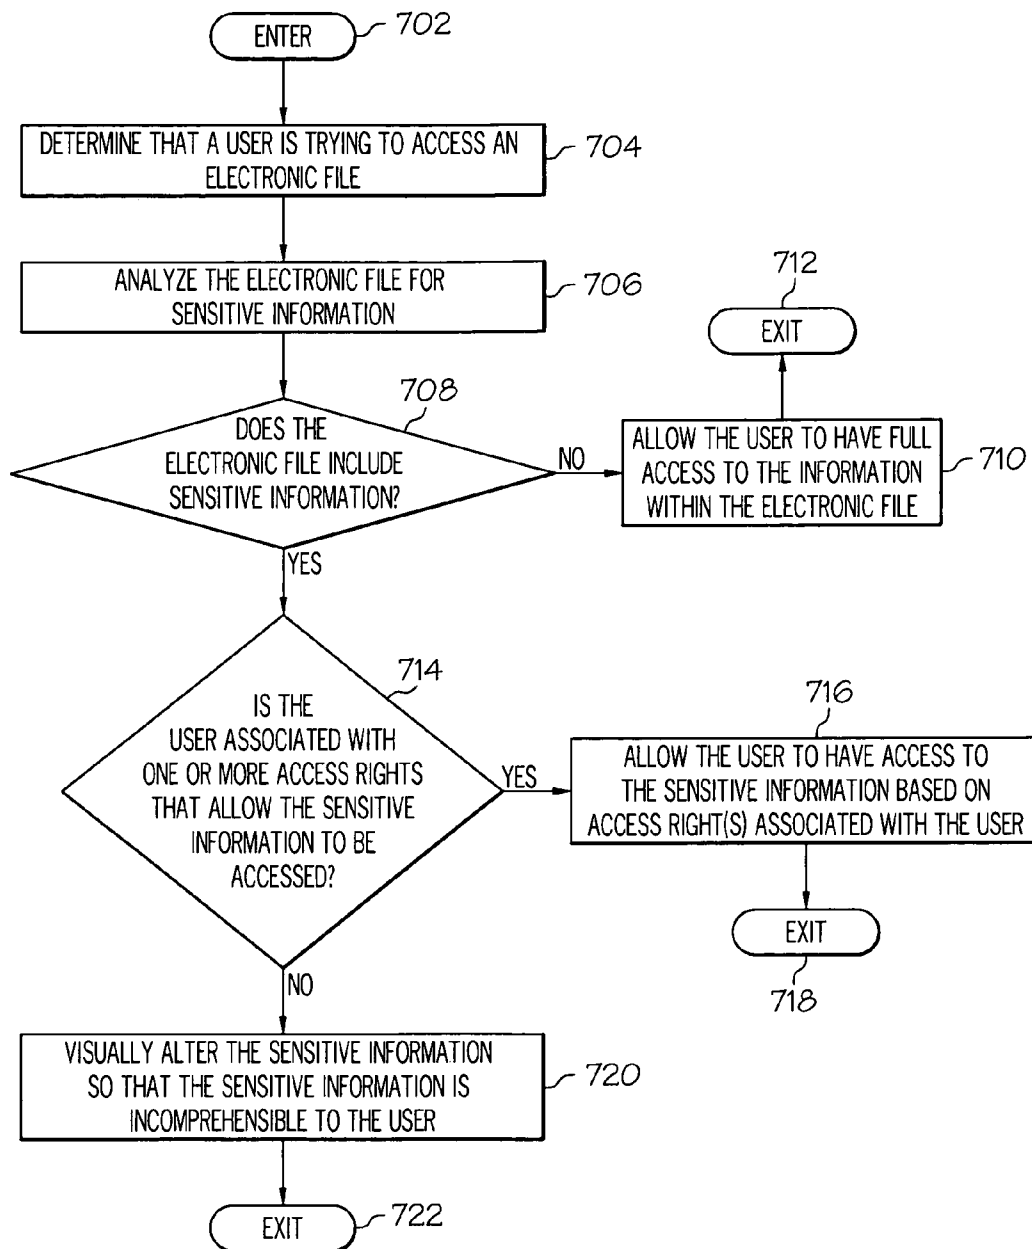 ENTER
702
DETERMINE THAT A USER IS TRYING TO ACCESS AN
ELECTRONIC FILE
704
ANALYZE THE ELECTRONIC FILE FOR
SENSITIVE INFORMATION
706
708
DOES THE
ELECTRONIC FILE INCLUDE
SENSITIVE INFORMATION?
NO
YES
712
EXIT
ALLOW THE USER TO HAVE FULL
ACCESS TO THE INFORMATION
WITHIN THE ELECTRONIC FILE
710
714
IS THE
USER ASSOCIATED WITH
ONE OR MORE ACCESS RIGHTS
THAT ALLOW THE SENSITIVE
INFORMATION TO BE
ACCESSED?
YES
NO
716
ALLOW THE USER TO HAVE ACCESS TO
THE SENSITIVE INFORMATION BASED ON
ACCESS RIGHT(S) ASSOCIATED WITH THE USER
EXIT
718
VISUALLY ALTER THE SENSITIVE INFORMATION
SO THAT THE SENSITIVE INFORMATION IS
INCOMPREHENSIBLE TO THE USER
720
EXIT
722